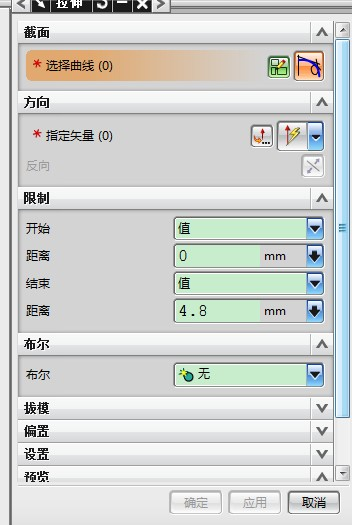 拉伸
截面
* 选择曲线 (0)
方向
* 指定矢量 (0)
反向
限制
开始 值
距离 0 mm
结束 值
距离 4.8 mm
布尔
布尔 无
拔模
偏置
设置
预览
确定 应用 取消